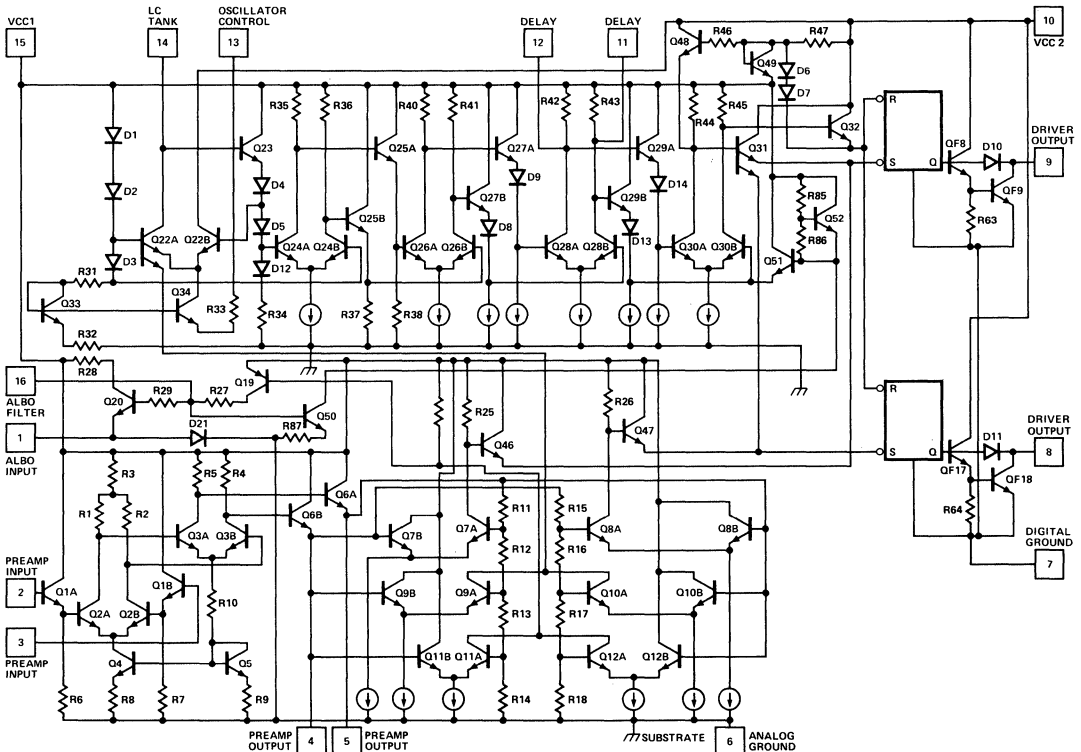 VCC1
15
LC
TANK
14
OSCILLATOR
CONTROL
13
DELAY
12
DELAY
11
10
VCC 2
Q48
R46
R47
Q49
D6
D7
D1
D2
D3
R35
R36
R40
R41
R42
R43
R44
R45
Q23
Q25A
Q27A
Q29A
Q31
Q32
R
S
Q
QF8
D10
DRIVER
OUTPUT
9
QF9
R63
D4
D5
D12
D9
D14
Q27B
Q29B
Q25B
D8
D13
R85
Q52
R86
Q51
Q22A
Q22B
Q24A
Q24B
Q26A
Q26B
Q28A
Q28B
Q30A
Q30B
R31
Q33
Q34
R33
R34
R37
R38
R32
R28
16
ALBO
FILTER
Q20
R29
R27
Q19
Q50
R25
Q46
R26
Q47
R
S
Q
D11
DRIVER
OUTPUT
8
QF17
QF18
R64
1
ALBO
INPUT
D21
R87
R3
R5
R4
Q6A
Q6B
R1
R2
Q3A
Q3B
Q7B
Q7A
R11
R12
R15
R16
Q8A
Q8B
PREAMP
INPUT
2
Q1A
Q2A
Q2B
Q1B
R10
Q9B
Q9A
R13
R17
Q10A
Q10B
DIGITAL
GROUND
7
3
PREAMP
INPUT
Q4
Q5
Q11B
Q11A
Q12A
Q12B
R6
R8
R7
R9
R14
R18
PREAMP
OUTPUT
4
5
PREAMP
OUTPUT
SUBSTRATE
6
ANALOG
GROUND